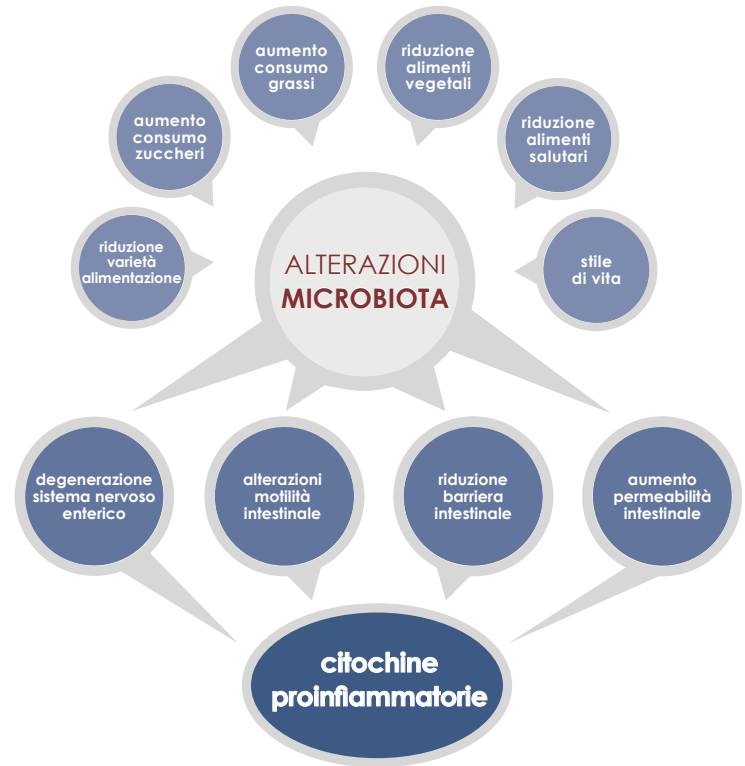 aumento
consumo
grassi
riduzione
alimenti
vegetali
aumento
consumo
zuccheri
riduzione
alimenti
salutari
riduzione
varietà
alimentazione
ALTERAZIONI
MICROBIOTA
stile
di vita
degenerazione
sistema nervoso
enterico
alterazioni
motilità
intestinale
riduzione
barriera
intestinale
aumento
permeabilità
intestinale
citochine
proinfiammatorie